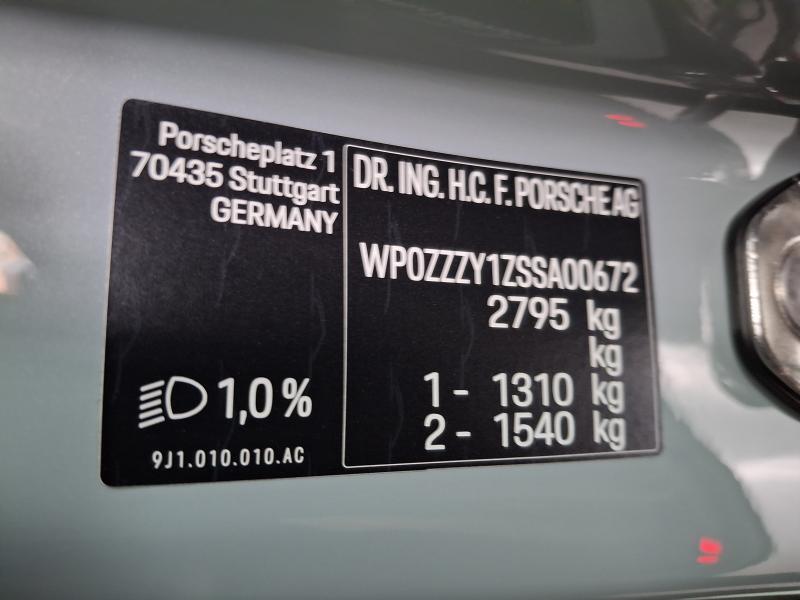 Porscheplatz 1
70435 Stuttgart
GERMANY
DR. ING. H.C. F. PORSCHE AG
WP0ZZZY1ZSSA00672
2795 kg
kg
1 - 1310 kg
2 - 1540 kg
1,0 %
9J1.010.010.AC